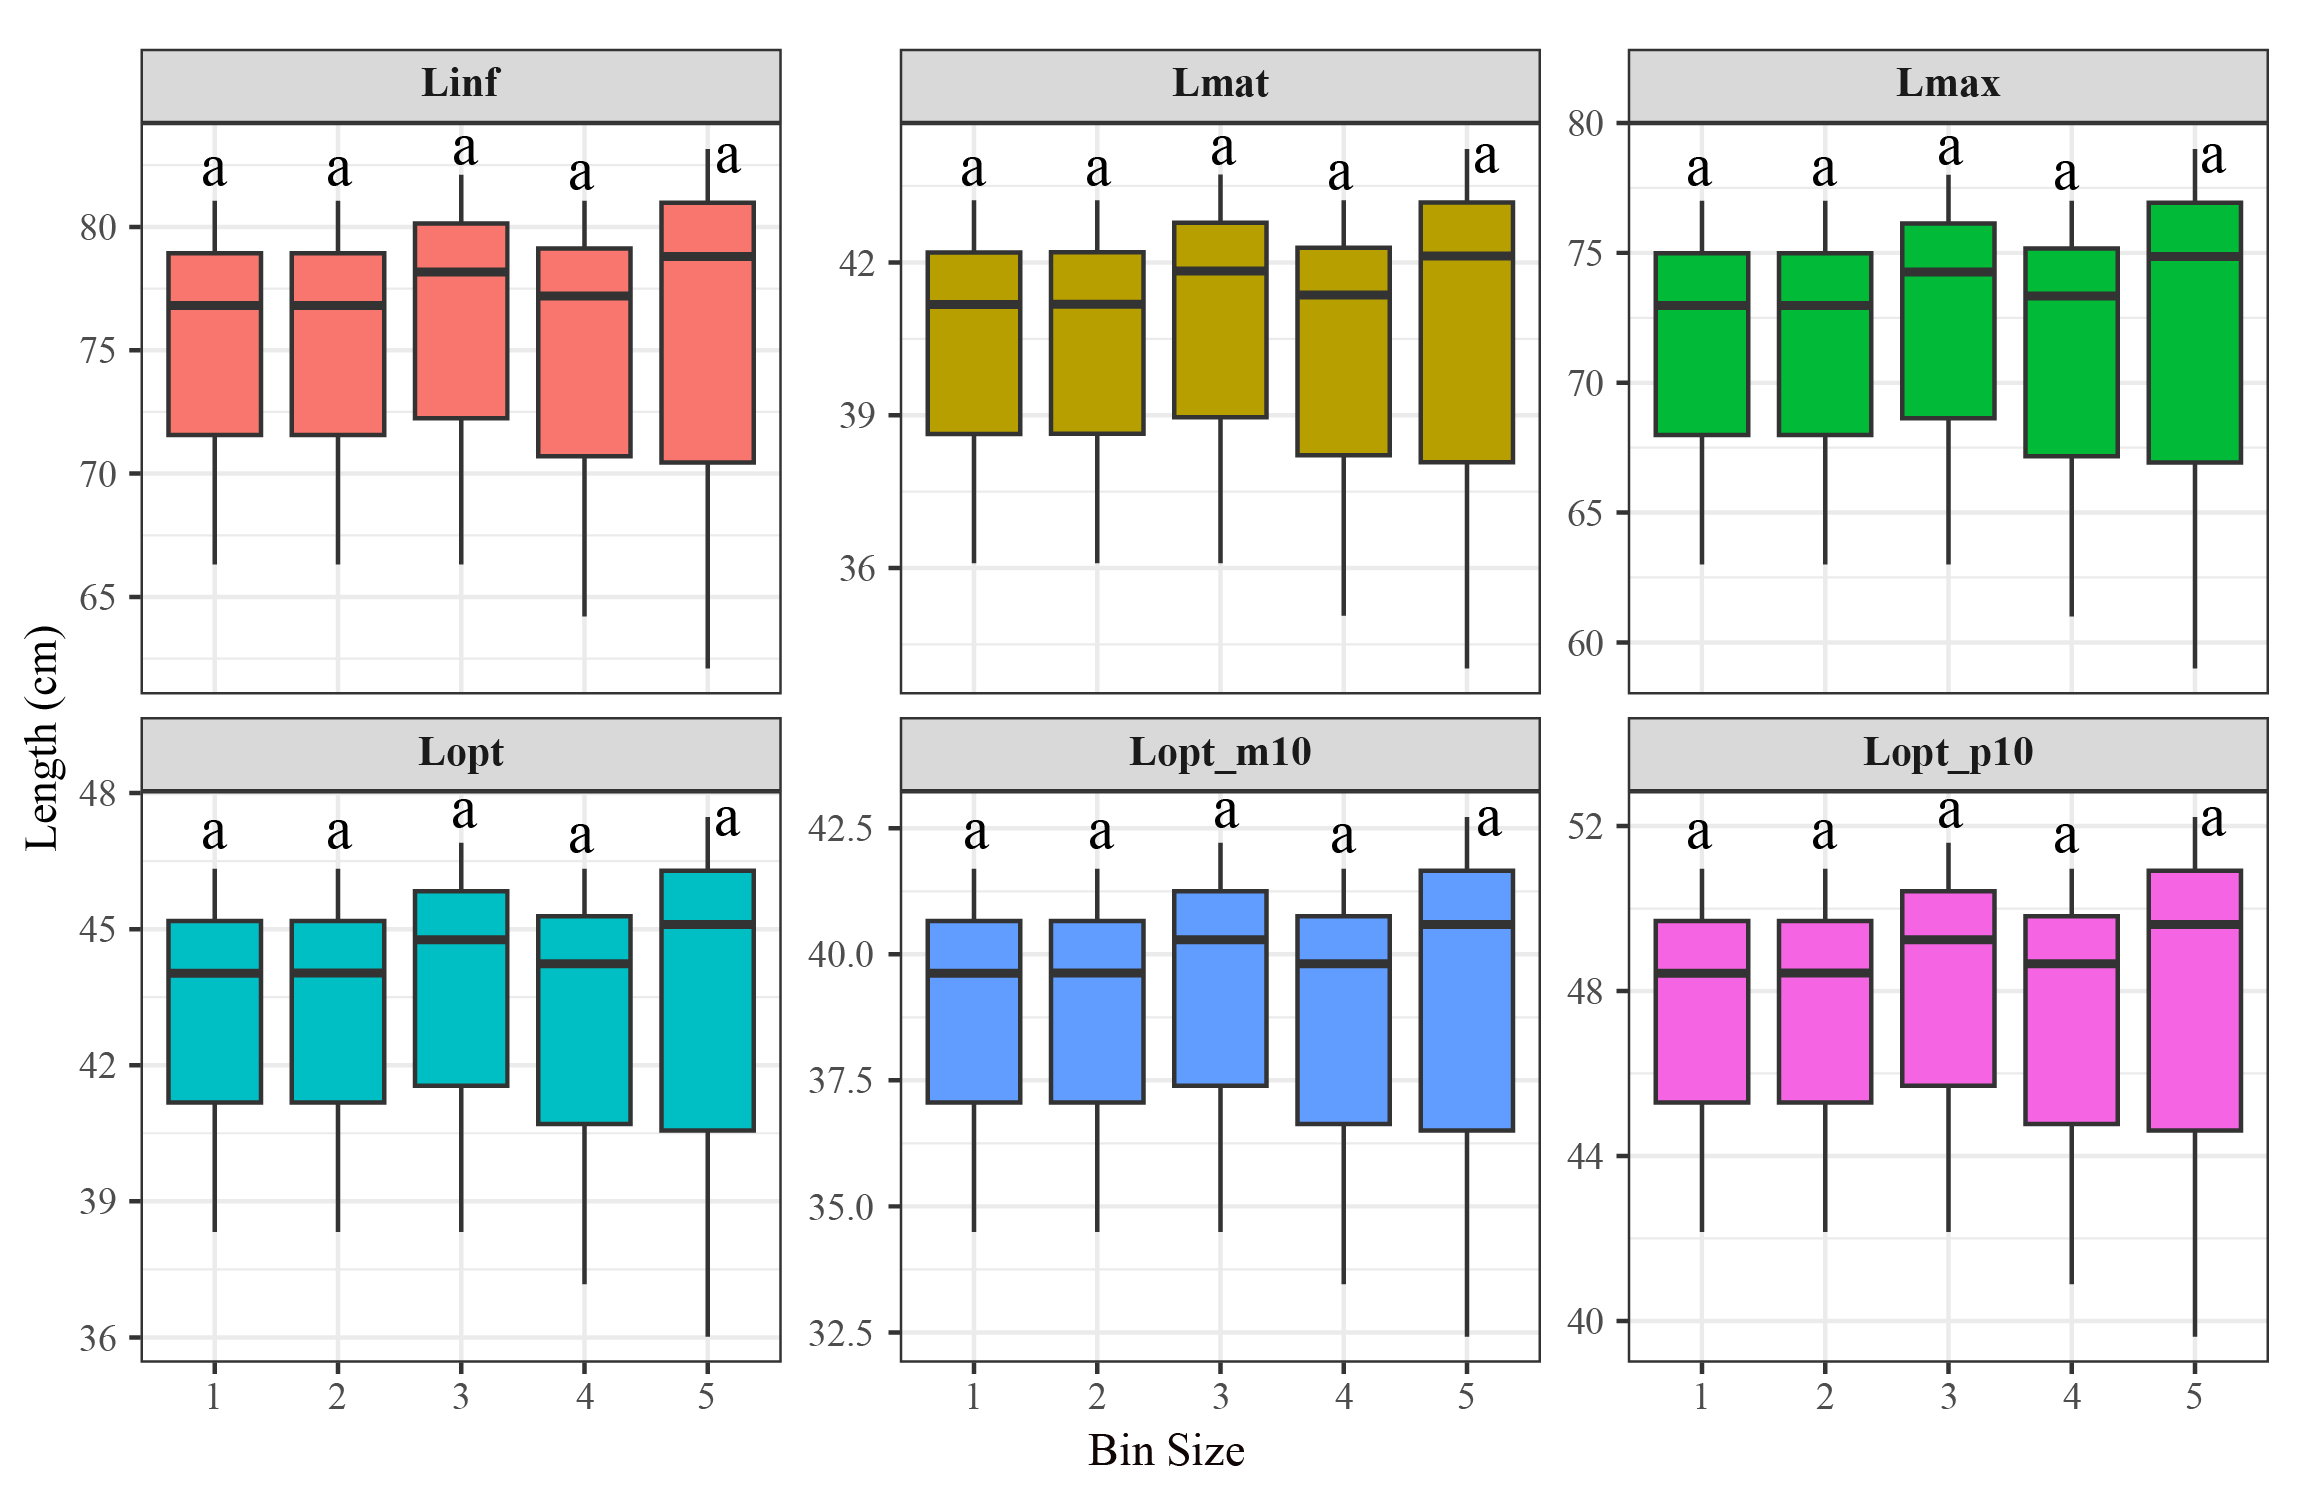 Linf
Lmat
Lmax
a a a a a
a a a a a
a a a a a
80
75
70
65
42
39
36
80
75
70
65
60
Length (cm)
Lopt
Lopt_m10
Lopt_p10
a a a a a
a a a a a
a a a a a
48
45
42
39
36
42.5
40.0
37.5
35.0
32.5
52
48
44
40
1 2 3 4 5
1 2 3 4 5
1 2 3 4 5
Bin Size